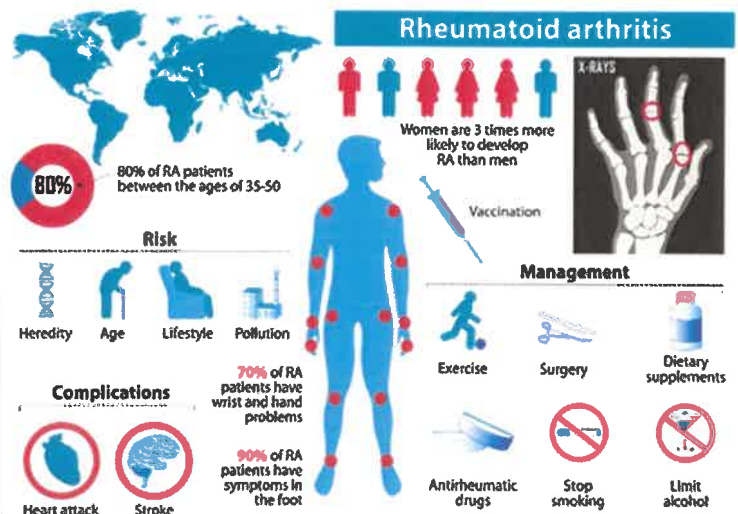 Rheumatoid arthritis
X-RAYS
Women are 3 times more
likely to develop
RA than men
80%
80% of RA patients
between the ages of 35-50
Vaccination
Risk
Heredity
Age
Lifestyle
Pollution
Management
Exercise
Surgery
Dietary
supplements
70% of RA
patients have
wrist and hand
problems
Complications
90% of RA
patients have
symptoms in
the foot
Antirheumatic
drugs
Stop
smoking
Limit
alcohol
Heart attack
Stroke